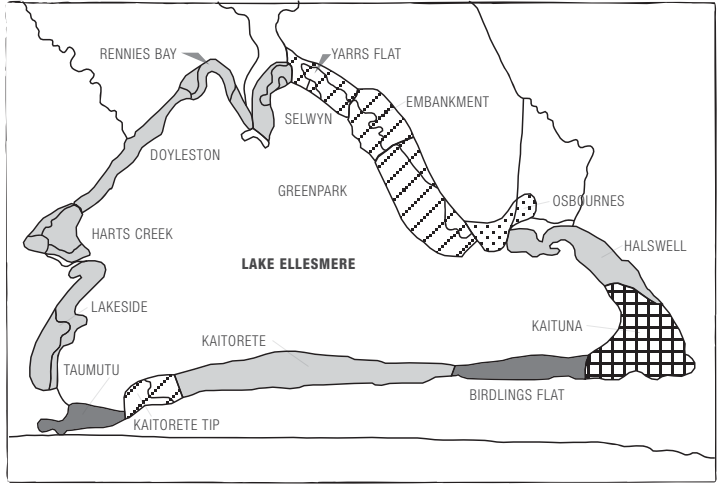 RENNIES BAY
YARRS FLAT
EMBANKMENT
SELWYN
DOYLESTON
GREENPARK
OSBOURNES
HARTS CREEK
HALSWELL
LAKE ELLESMERE
LAKESIDE
KAITUNA
KAITORETE
TAUMUTU
BIRDLINGS FLAT
KAITORETE TIP